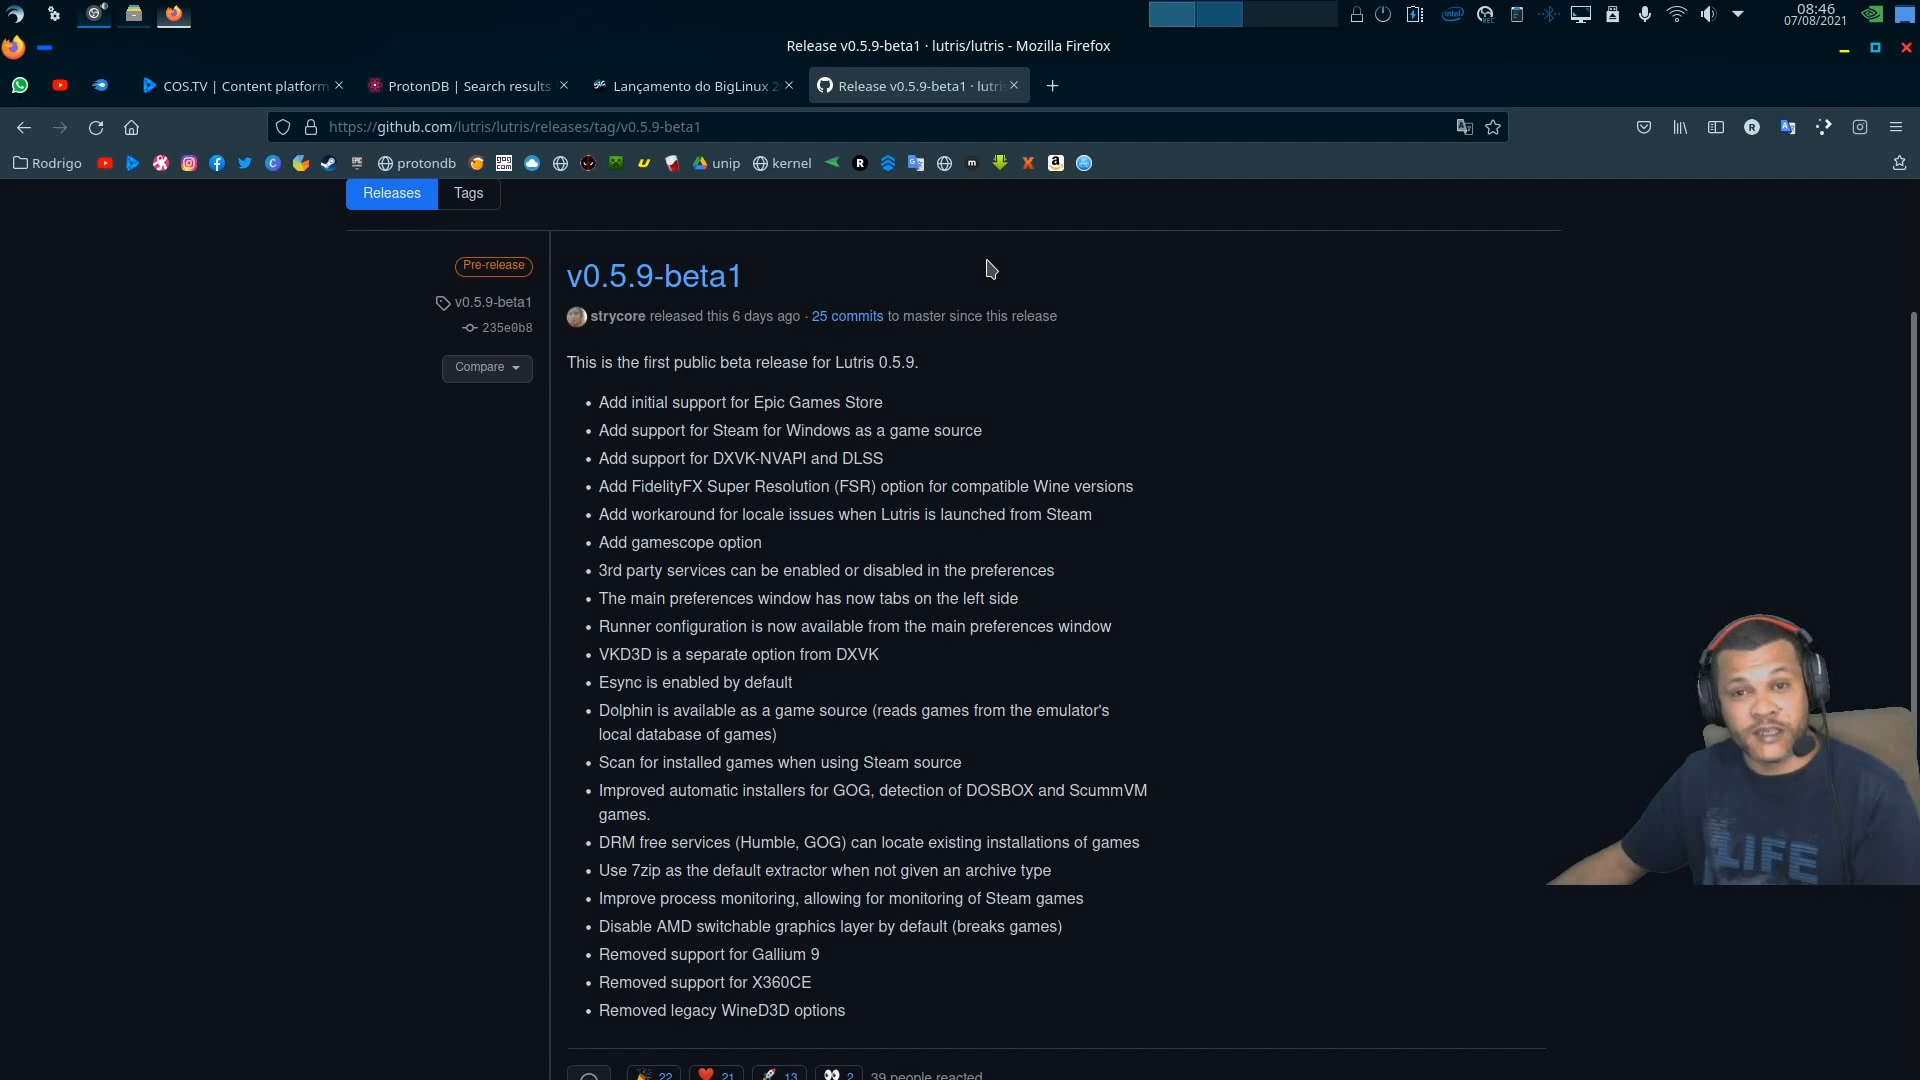 08:46
07/08/2021
Release v0.5.9-beta1 · lutris/lutris - Mozilla Firefox
COS.TV | Content platform
ProtonDB | Search results
Lançamento do BigLinux 2
Release v0.5.9-beta1 · lutris
https://github.com/lutris/lutris/releases/tag/v0.5.9-beta1
Rodrigo
protondb
unip
kernel
Releases
Tags
Pre-release
v0.5.9-beta1
235e0b8
Compare
v0.5.9-beta1
strycore released this 6 days ago · 25 commits to master since this release
This is the first public beta release for Lutris 0.5.9.
• Add initial support for Epic Games Store
• Add support for Steam for Windows as a game source
• Add support for DXVK-NVAPI and DLSS
• Add FidelityFX Super Resolution (FSR) option for compatible Wine versions
• Add workaround for locale issues when Lutris is launched from Steam
• Add gamescope option
• 3rd party services can be enabled or disabled in the preferences
• The main preferences window has now tabs on the left side
• Runner configuration is now available from the main preferences window
• VKD3D is a separate option from DXVK
• Esync is enabled by default
• Dolphin is available as a game source (reads games from the emulator's
local database of games)
• Scan for installed games when using Steam source
• Improved automatic installers for GOG, detection of DOSBOX and ScummVM
games.
• DRM free services (Humble, GOG) can locate existing installations of games
• Use 7zip as the default extractor when not given an archive type
• Improve process monitoring, allowing for monitoring of Steam games
• Disable AMD switchable graphics layer by default (breaks games)
• Removed support for Gallium 9
• Removed support for X360CE
• Removed legacy WineD3D options
22
21
13
2
39 people reacted
LIFE